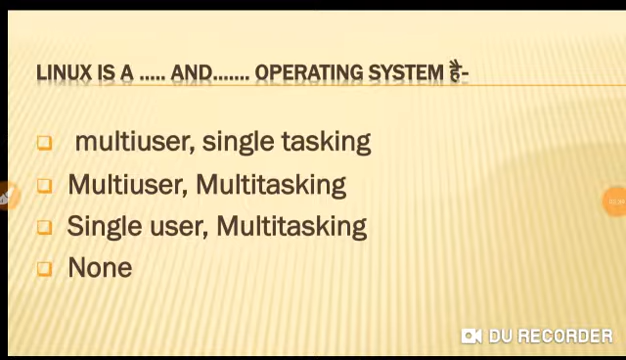 LINUX IS A ..... AND....... OPERATING SYSTEM है-
multiuser, single tasking
Multiuser, Multitasking
Single user, Multitasking
None
DU RECORDER